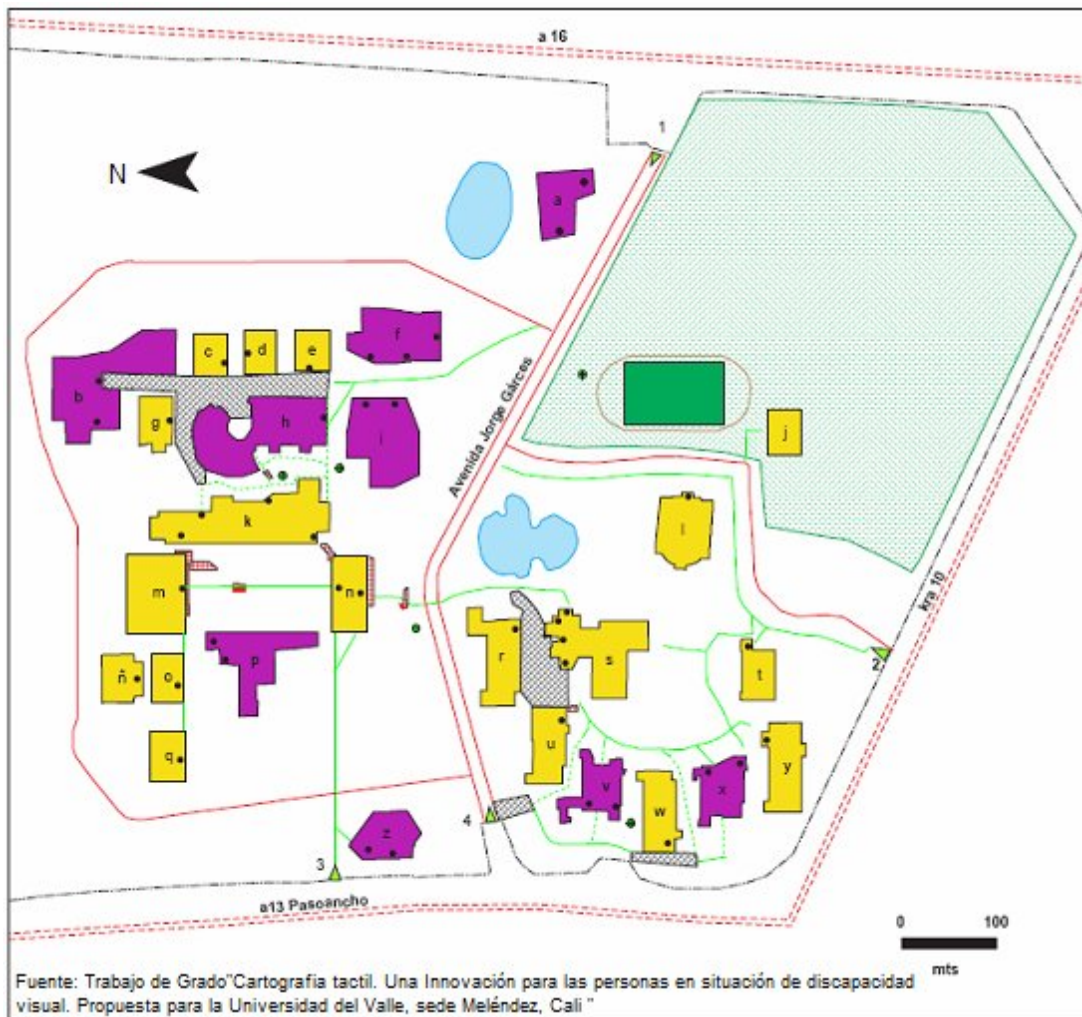 a 16
1
N
a
f
c
d
e
b
g
h
i
Avenida Jorge Gárces
j
k
l
m
n
kra 10
p
r
s
ñ
o
t
2
q
u
v
w
x
y
4
z
3
a13 Pasoancho
0 100
mts
Fuente: Trabajo de Grado"Cartografia tactil. Una Innovación para las personas en situación de discapacidad
visual. Propuesta para la Universidad del Valle, sede Meléndez, Cali "